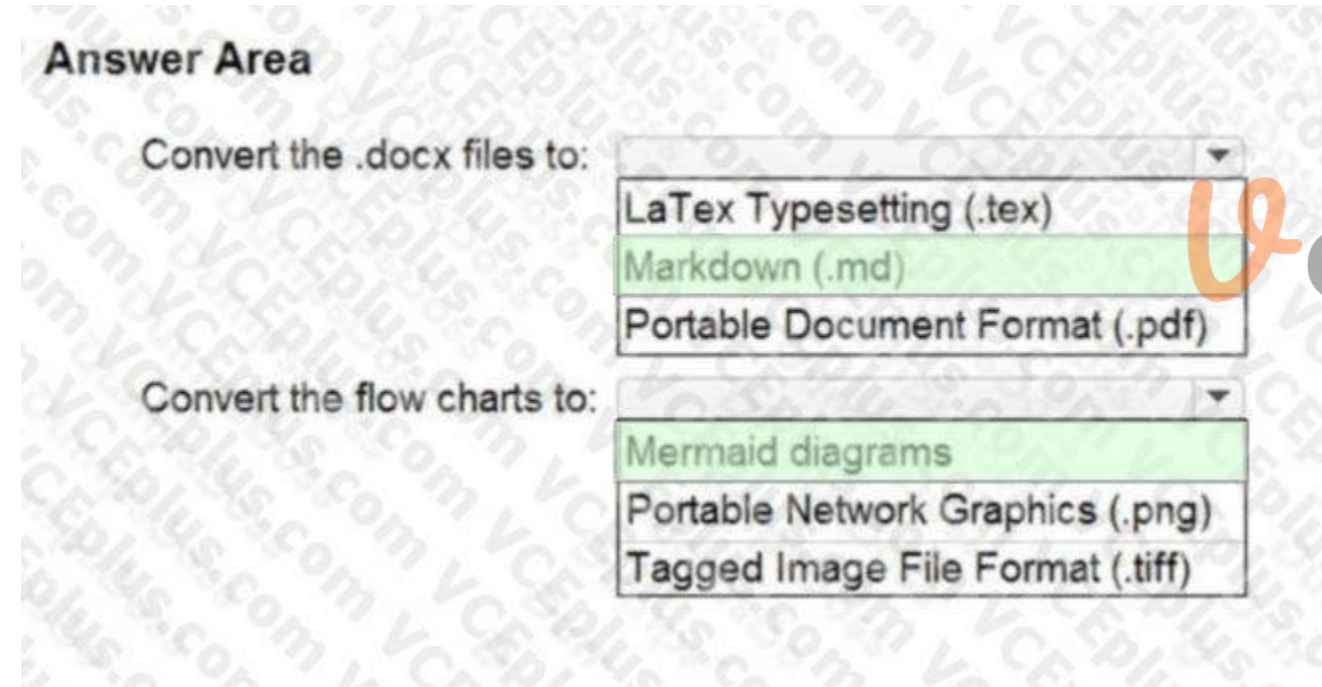 Answer Area
Convert the .docx files to:
LaTex Typesetting (.tex)
Markdown (.md)
Portable Document Format (.pdf)
Convert the flow charts to:
Mermaid diagrams
Portable Network Graphics (.png)
Tagged Image File Format (.tiff)